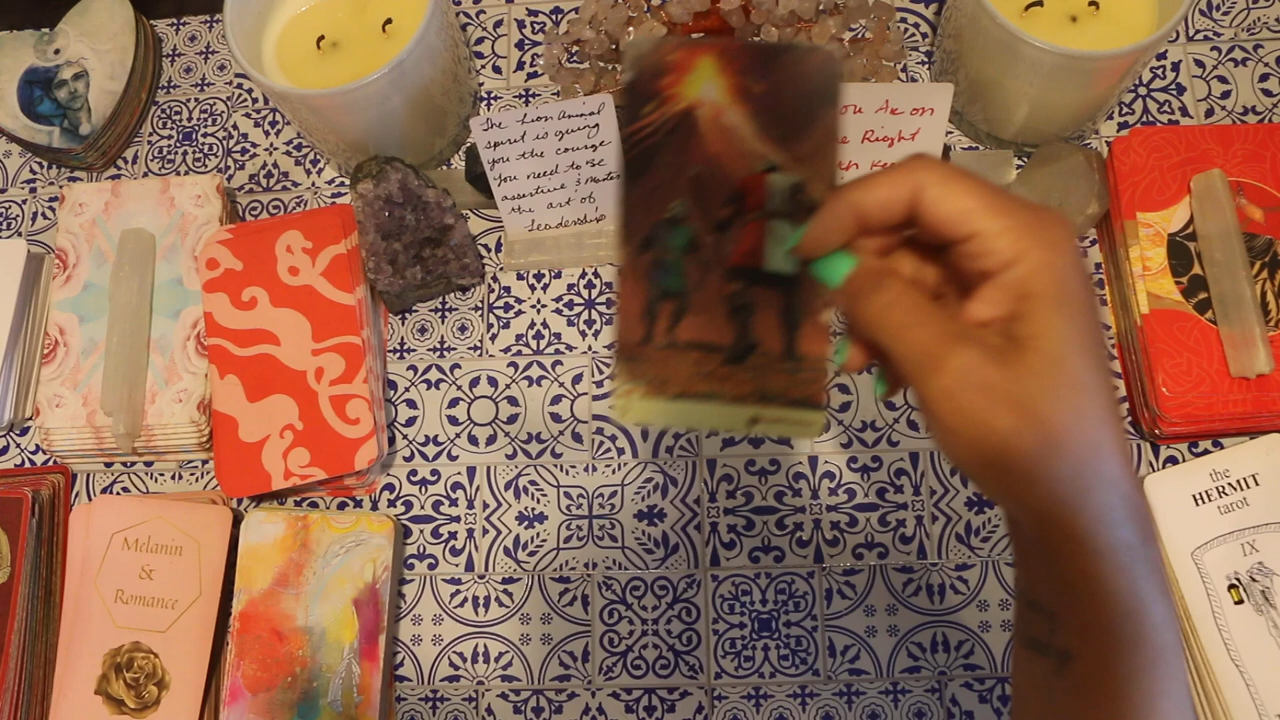 The Lion Animal
spirit is giving
you the courage
you need to Be
assertive & Master
the art of
Leadership
You Are on
Right
the
HERMIT
tarot
IX
Melanin
&
Romance